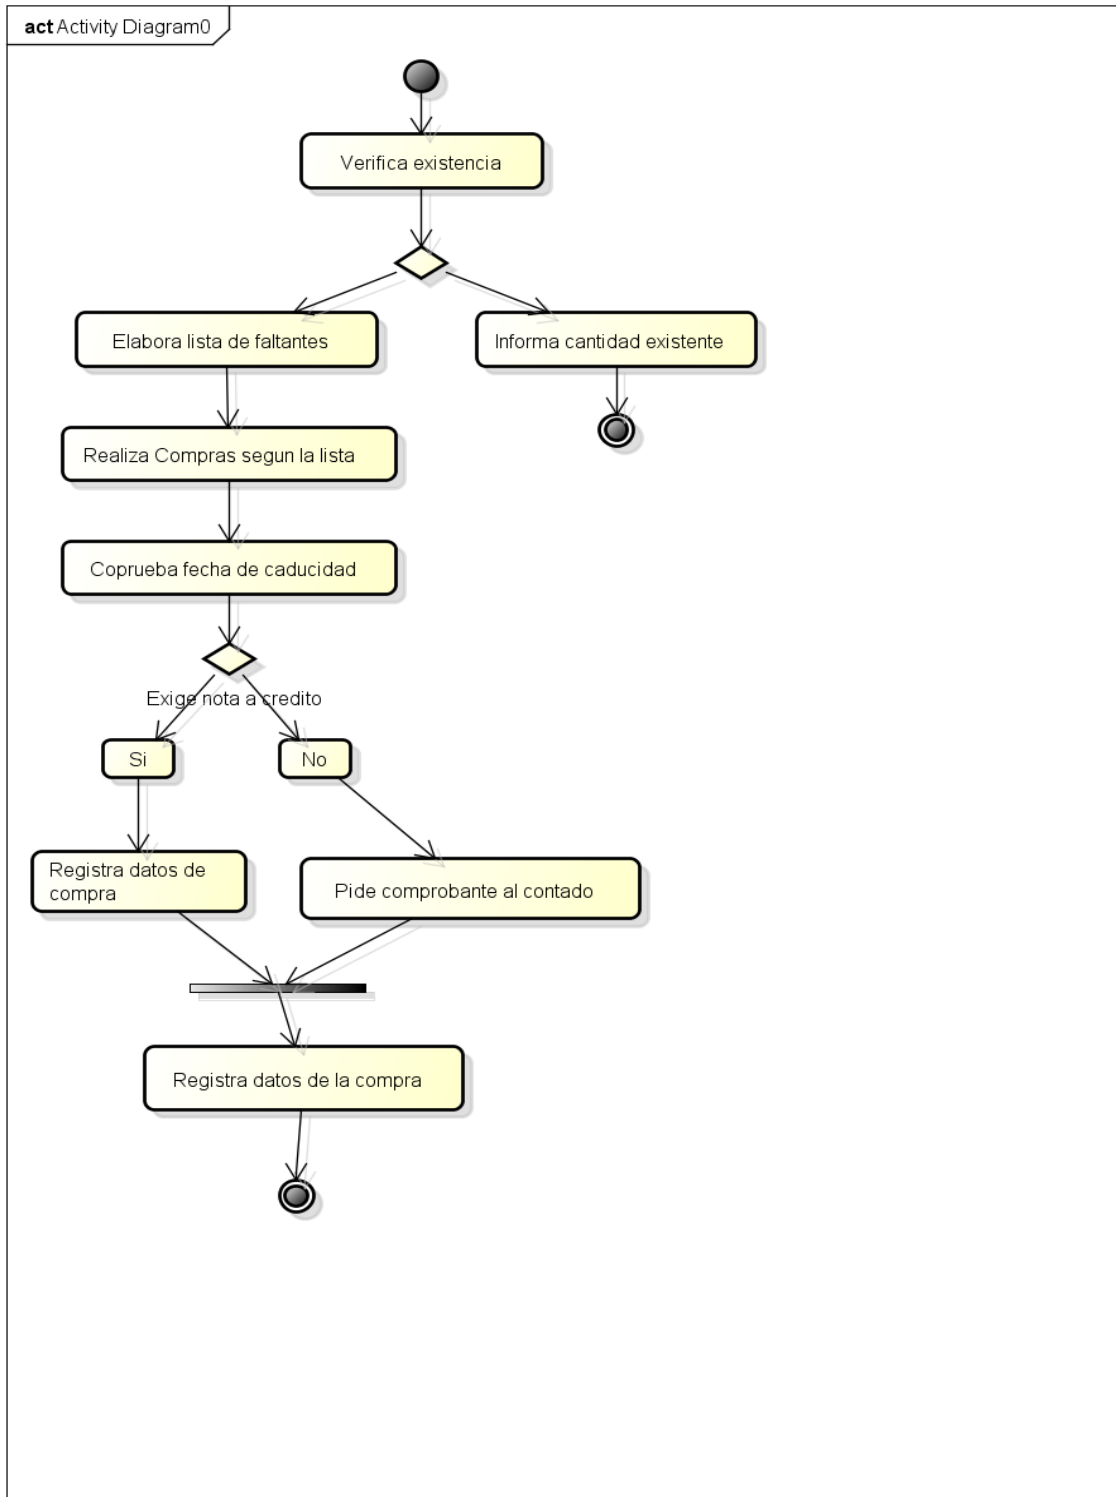 act Activity Diagram0
Verifica existencia
Elabora lista de faltantes
Informa cantidad existente
Realiza Compras segun la lista
Coprueba fecha de caducidad
Exige nota a credito
Si
No
Registra datos de
compra
Pide comprobante al contado
Registra datos de la compra